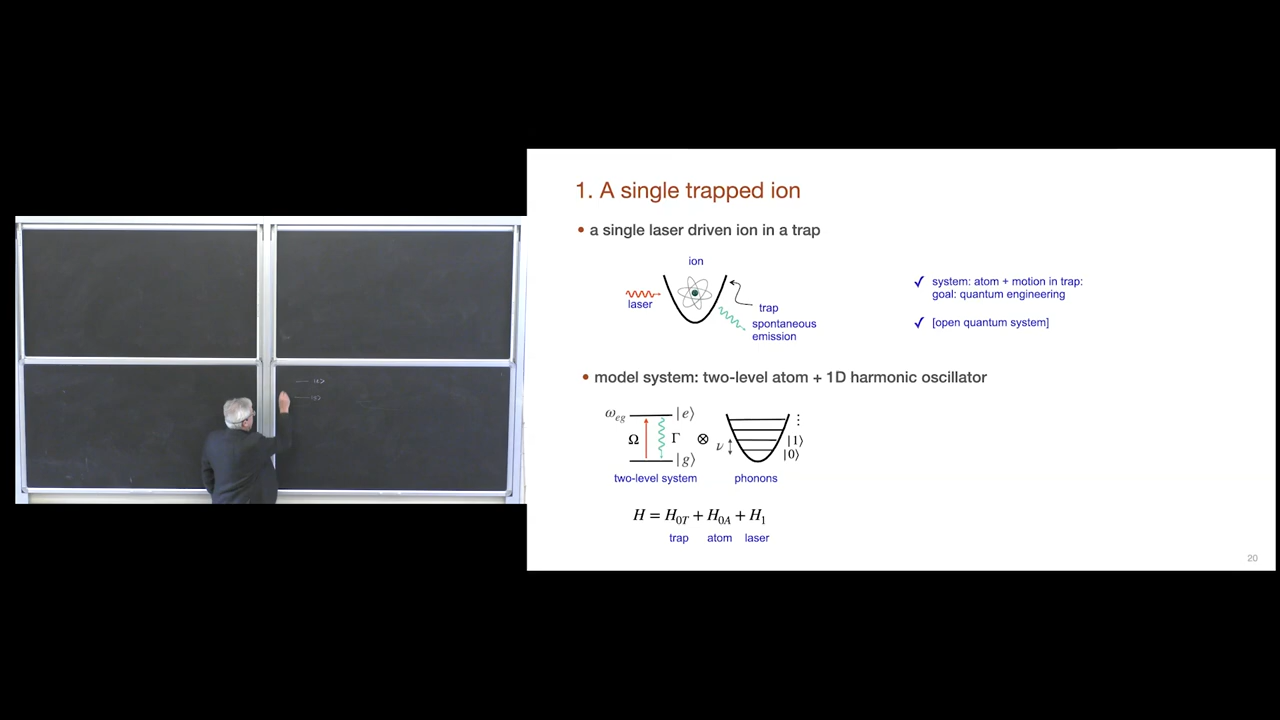 1. A single trapped ion
• a single laser driven ion in a trap
ion
laser
trap
spontaneous
emission
✓ system: atom + motion in trap:
goal: quantum engineering
✓ [open quantum system]
• model system: two-level atom + 1D harmonic oscillator
ω_eg |e⟩
Ω Γ ⊗ ν
⋮
|1⟩
|0⟩
|g⟩
two-level system phonons
H = H_0T + H_0A + H_1
trap atom laser
20